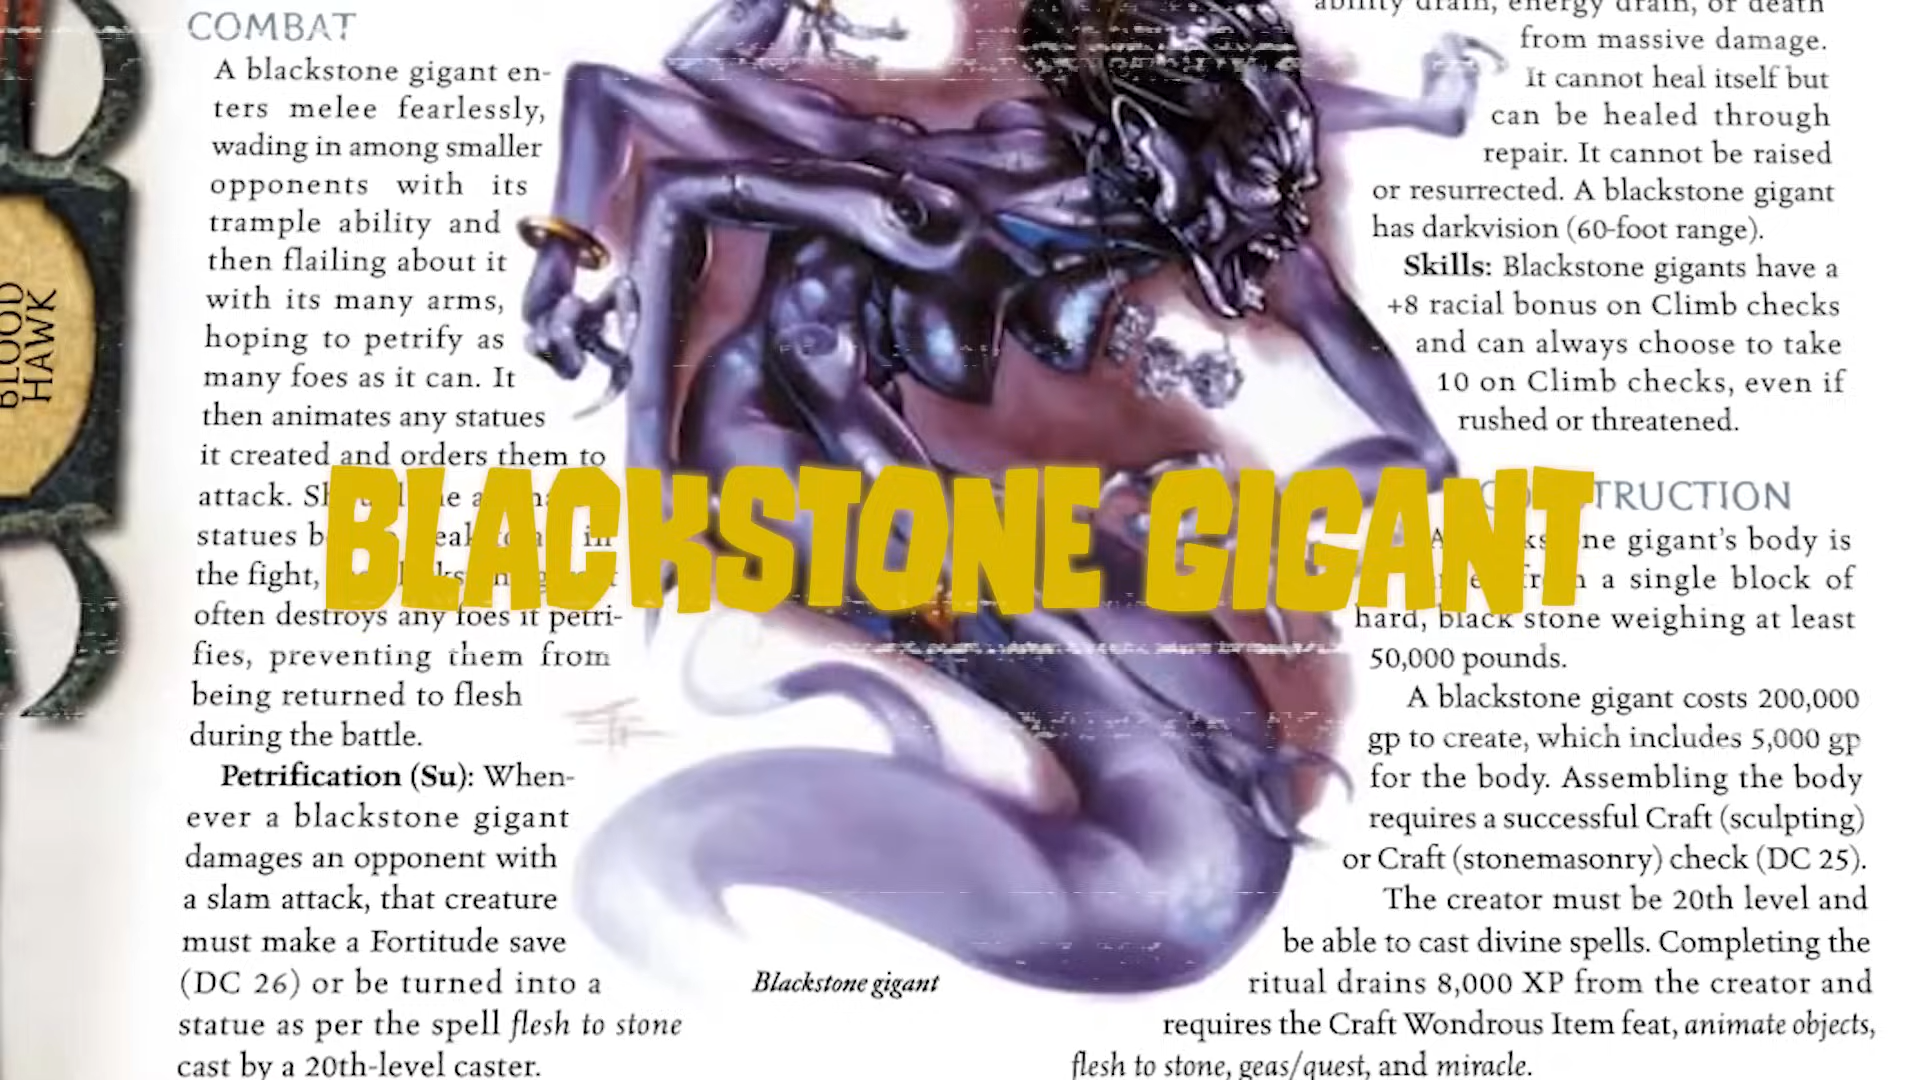 BLOOD
HAWK
COMBAT
A blackstone gigant en-
ters melee fearlessly,
wading in among smaller
opponents with its
trample ability and
then flailing about it
with its many arms,
hoping to petrify as
many foes as it can. It
then animates any statues
it created and orders them to
attack.
statues
the fight,
often destroys any foes it petri-
fies, preventing them from
being returned to flesh
during the battle.
Petrification (Su): When-
ever a blackstone gigant
damages an opponent with
a slam attack, that creature
must make a Fortitude save
(DC 26) or be turned into a
statue as per the spell flesh to stone
cast by a 20th-level caster.
BLACKSTONE GIGANT
Blackstone gigant
ability drain, energy drain, or death
from massive damage.
It cannot heal itself but
can be healed through
repair. It cannot be raised
or resurrected. A blackstone gigant
has darkvision (60-foot range).
Skills: Blackstone gigants have a
+8 racial bonus on Climb checks
and can always choose to take
10 on Climb checks, even if
rushed or threatened.
CONSTRUCTION
gigant's body is
a single block of
hard, black stone weighing at least
50,000 pounds.
A blackstone gigant costs 200,000
gp to create, which includes 5,000 gp
for the body. Assembling the body
requires a successful Craft (sculpting)
or Craft (stonemasonry) check (DC 25).
The creator must be 20th level and
be able to cast divine spells. Completing the
ritual drains 8,000 XP from the creator and
requires the Craft Wondrous Item feat, animate objects,
flesh to stone, geas/quest, and miracle.